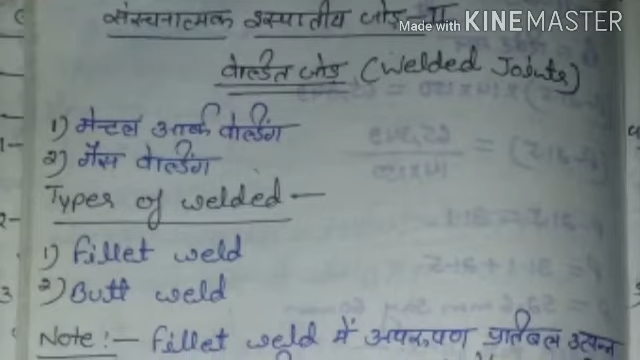 संरचनात्मक इस्पातीय जोड़ - II
Made with KINEMASTER
वेल्डित जोड़ (Welded Joints)
1) मेन्टल आर्क वेल्डिंग
2) गैस वेल्डिंग
Types of welded —
1) fillet weld
2) Butt weld
Note :— fillet weld में अपरूपण प्रतिबल उत्पन्न